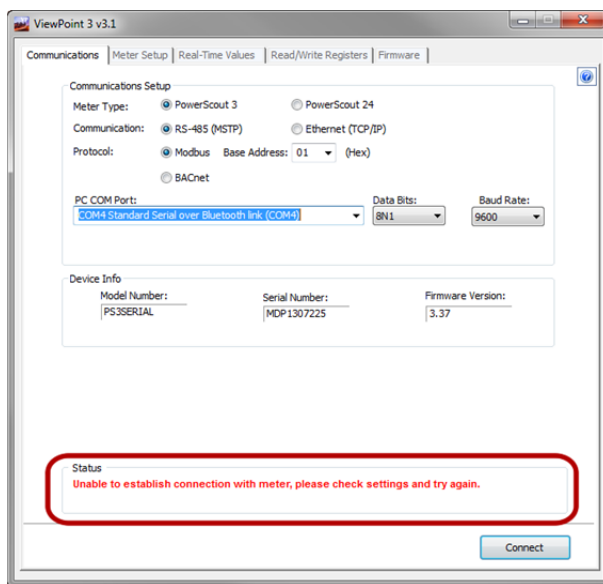 ViewPoint 3 v3.1
Communications Meter Setup Real-Time Values Read/Write Registers Firmware
Communications Setup
Meter Type: PowerScout 3 PowerScout 24
Communication: RS-485 (MSTP) Ethernet (TCP/IP)
Protocol: Modbus Base Address: 01 (Hex)
BACnet
PC COM Port: Data Bits: Baud Rate:
COM4 Standard Serial over Bluetooth link (COM4) 8N1 9600
Device Info
Model Number: Serial Number: Firmware Version:
PS3SERIAL MDP1307225 3.37
Status
Unable to establish connection with meter, please check settings and try again.
Connect